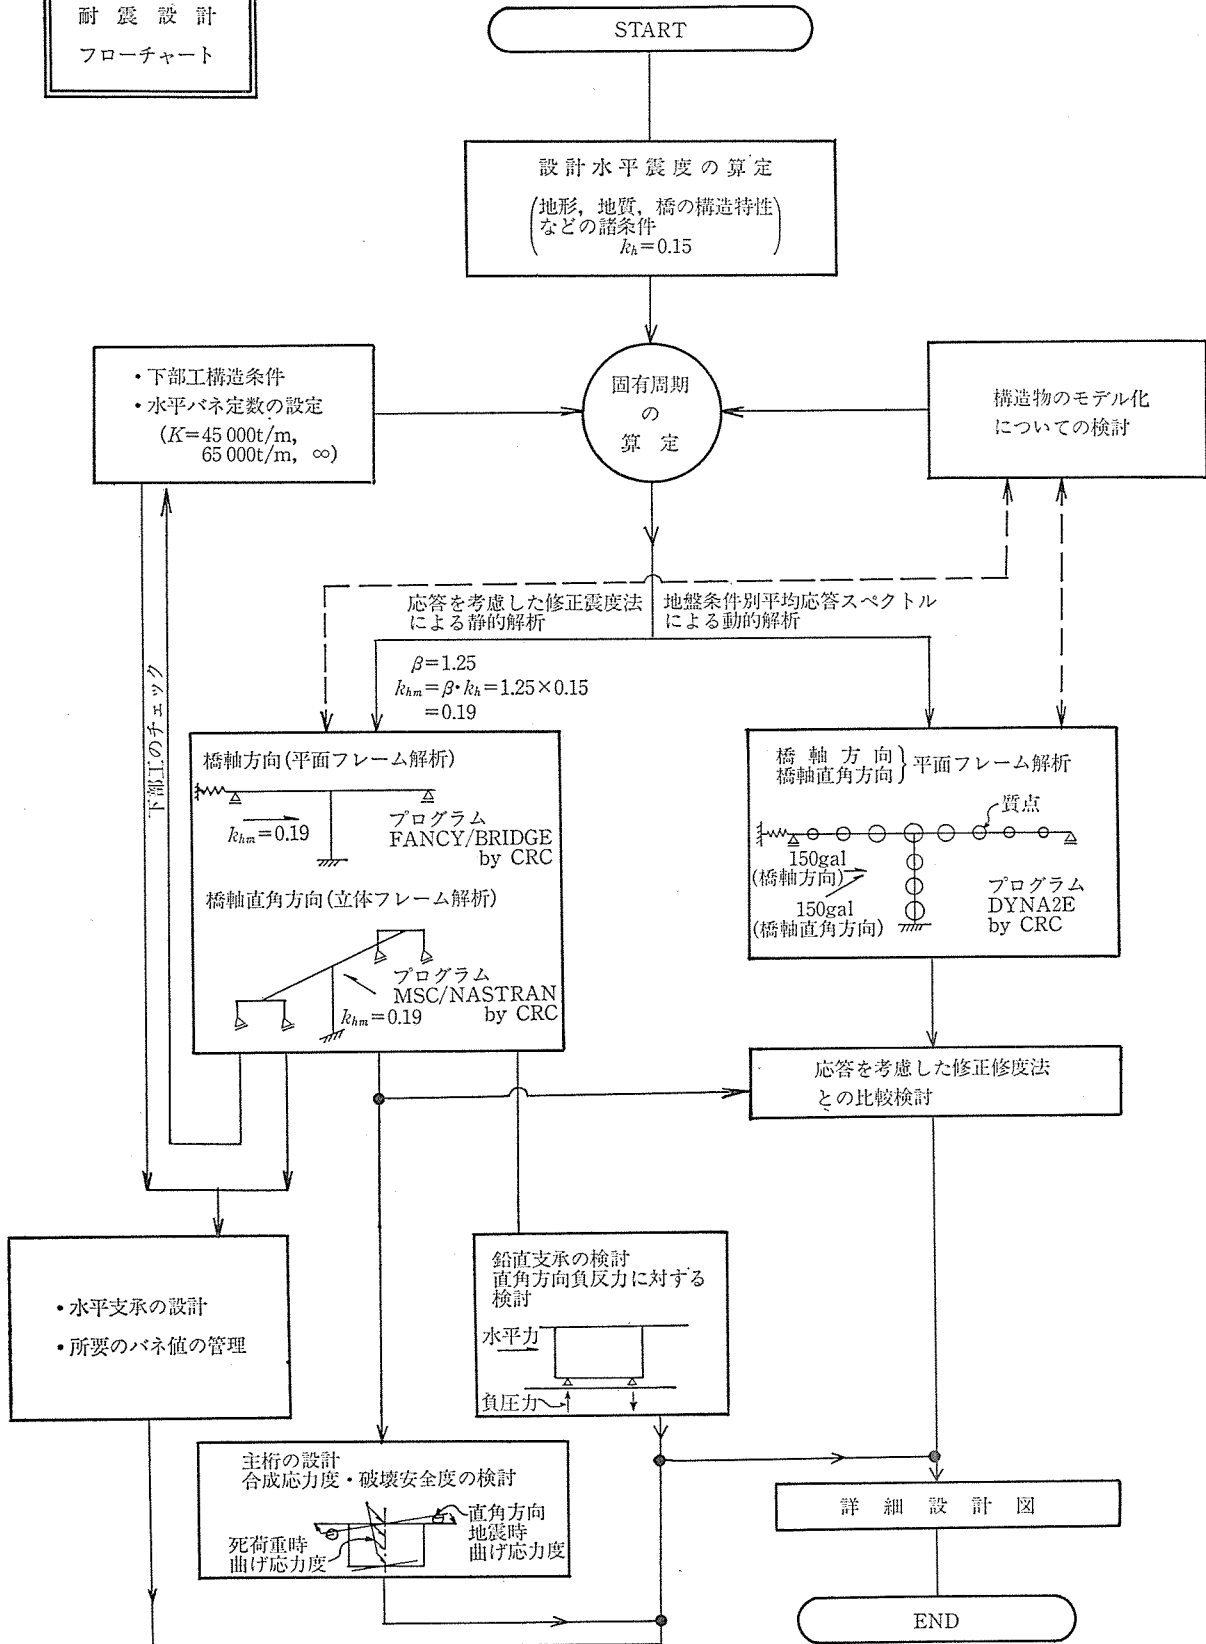 耐震設計
フローチャート
START
設計水平震度の算定
(地形，地質，橋の構造特性
などの諸条件
kh=0.15)
・下部工構造条件
・水平バネ定数の設定
(K=45 000t/m,
65 000t/m, ∞)
固有周期
の
算定
構造物のモデル化
についての検討
応答を考慮した修正震度法
による静的解析
地盤条件別平均応答スペクトル
による動的解析
β=1.25
khm=β・kh=1.25×0.15
=0.19
下部工のチェック
橋軸方向(平面フレーム解析)
khm=0.19
プログラム
FANCY/BRIDGE
by CRC
橋軸直角方向(立体フレーム解析)
プログラム
MSC/NASTRAN
by CRC
khm=0.19
橋軸方向
橋軸直角方向}平面フレーム解析
質点
150gal
(橋軸方向)
150gal
(橋軸直角方向)
プログラム
DYNA2E
by CRC
応答を考慮した修正修度法
との比較検討
・水平支承の設計
・所要のバネ値の管理
鉛直支承の検討
直角方向負反力に対する
検討
水平力
負圧力
主桁の設計
合成応力度・破壊安全度の検討
死荷重時
曲げ応力度
直角方向
地震時
曲げ応力度
詳細設計図
END